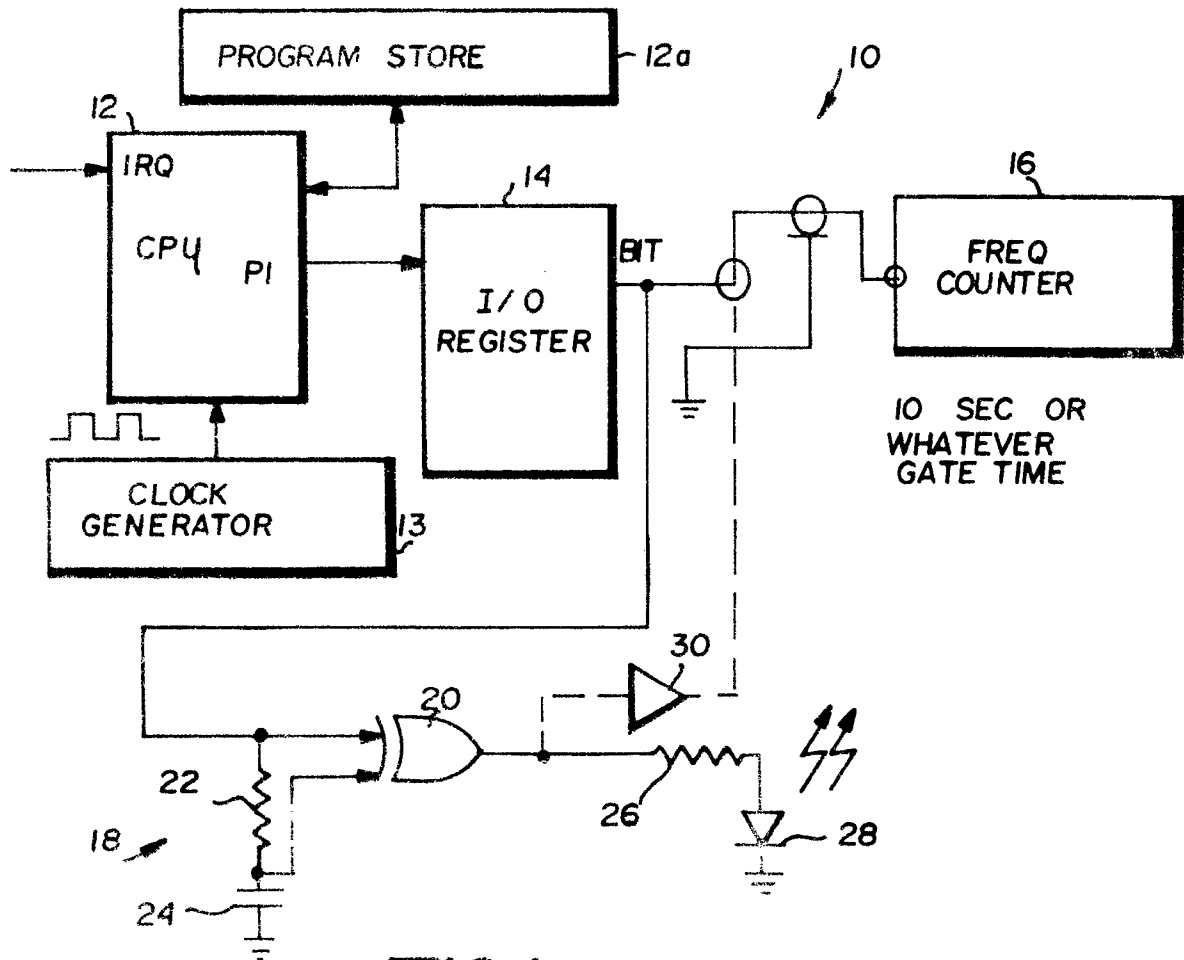 PROGRAM STORE
12a
10
12
IRQ
CPU
PI
14
BIT
I/O
REGISTER
16
FREQ
COUNTER
10 SEC OR
WHATEVER
GATE TIME
CLOCK
GENERATOR
13
30
20
22
26
28
18
24